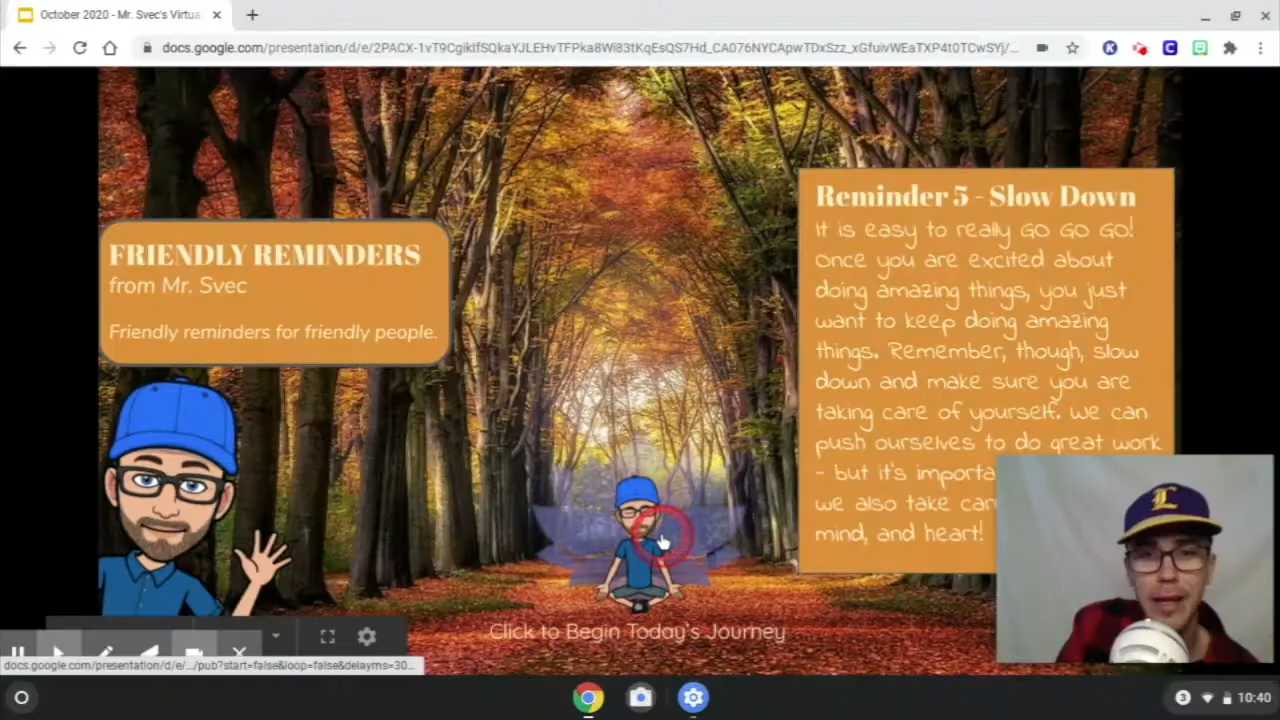 October 2020 - Mr. Svec's Virtua
docs.google.com/presentation/d/e/2PACX-1vT9CgikIfSQkaYJLEHvTFPka8Wi83tKqEsQS7Hd_CA076NYCApwTDxSzz_xGfuivWEaTXP4t0TCwSYj/...
FRIENDLY REMINDERS
from Mr. Svec
Friendly reminders for friendly people.
Reminder 5 - Slow Down
It is easy to really GO GO GO!
Once you are excited about
doing amazing things, you just
want to keep doing amazing
things. Remember, though, slow
down and make sure you are
taking care of yourself. We can
push ourselves to do great work
- but it's importa
we also take car
mind, and heart!
L
Click to Begin Today's Journey
docs.google.com/presentation/d/e/.../pub?start=false&loop=false&delayms=30...
3
10:40